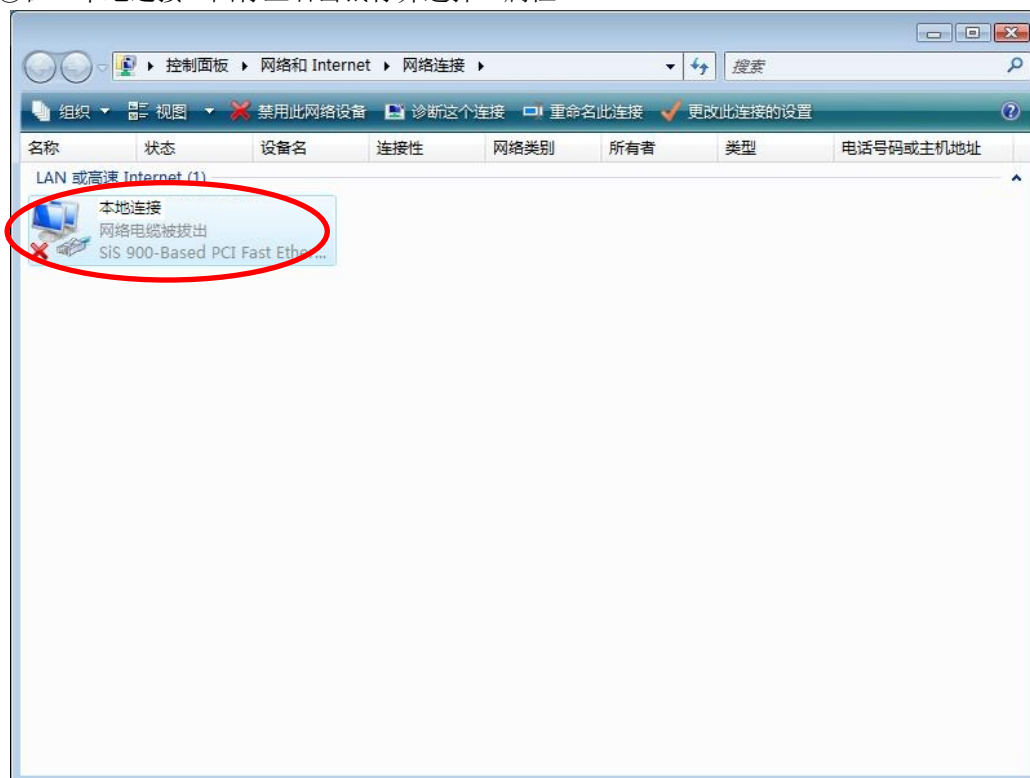 控制面板 ▸ 网络和 Internet ▸ 网络连接 ▸ 搜索
组织 视图 禁用此网络设备 诊断这个连接 重命名此连接 更改此连接的设置
名称 状态 设备名 连接性 网络类别 所有者 类型 电话号码或主机地址
LAN 或高速 Internet (1)
本地连接
网络电缆被拔出
SiS 900-Based PCI Fast Ether...